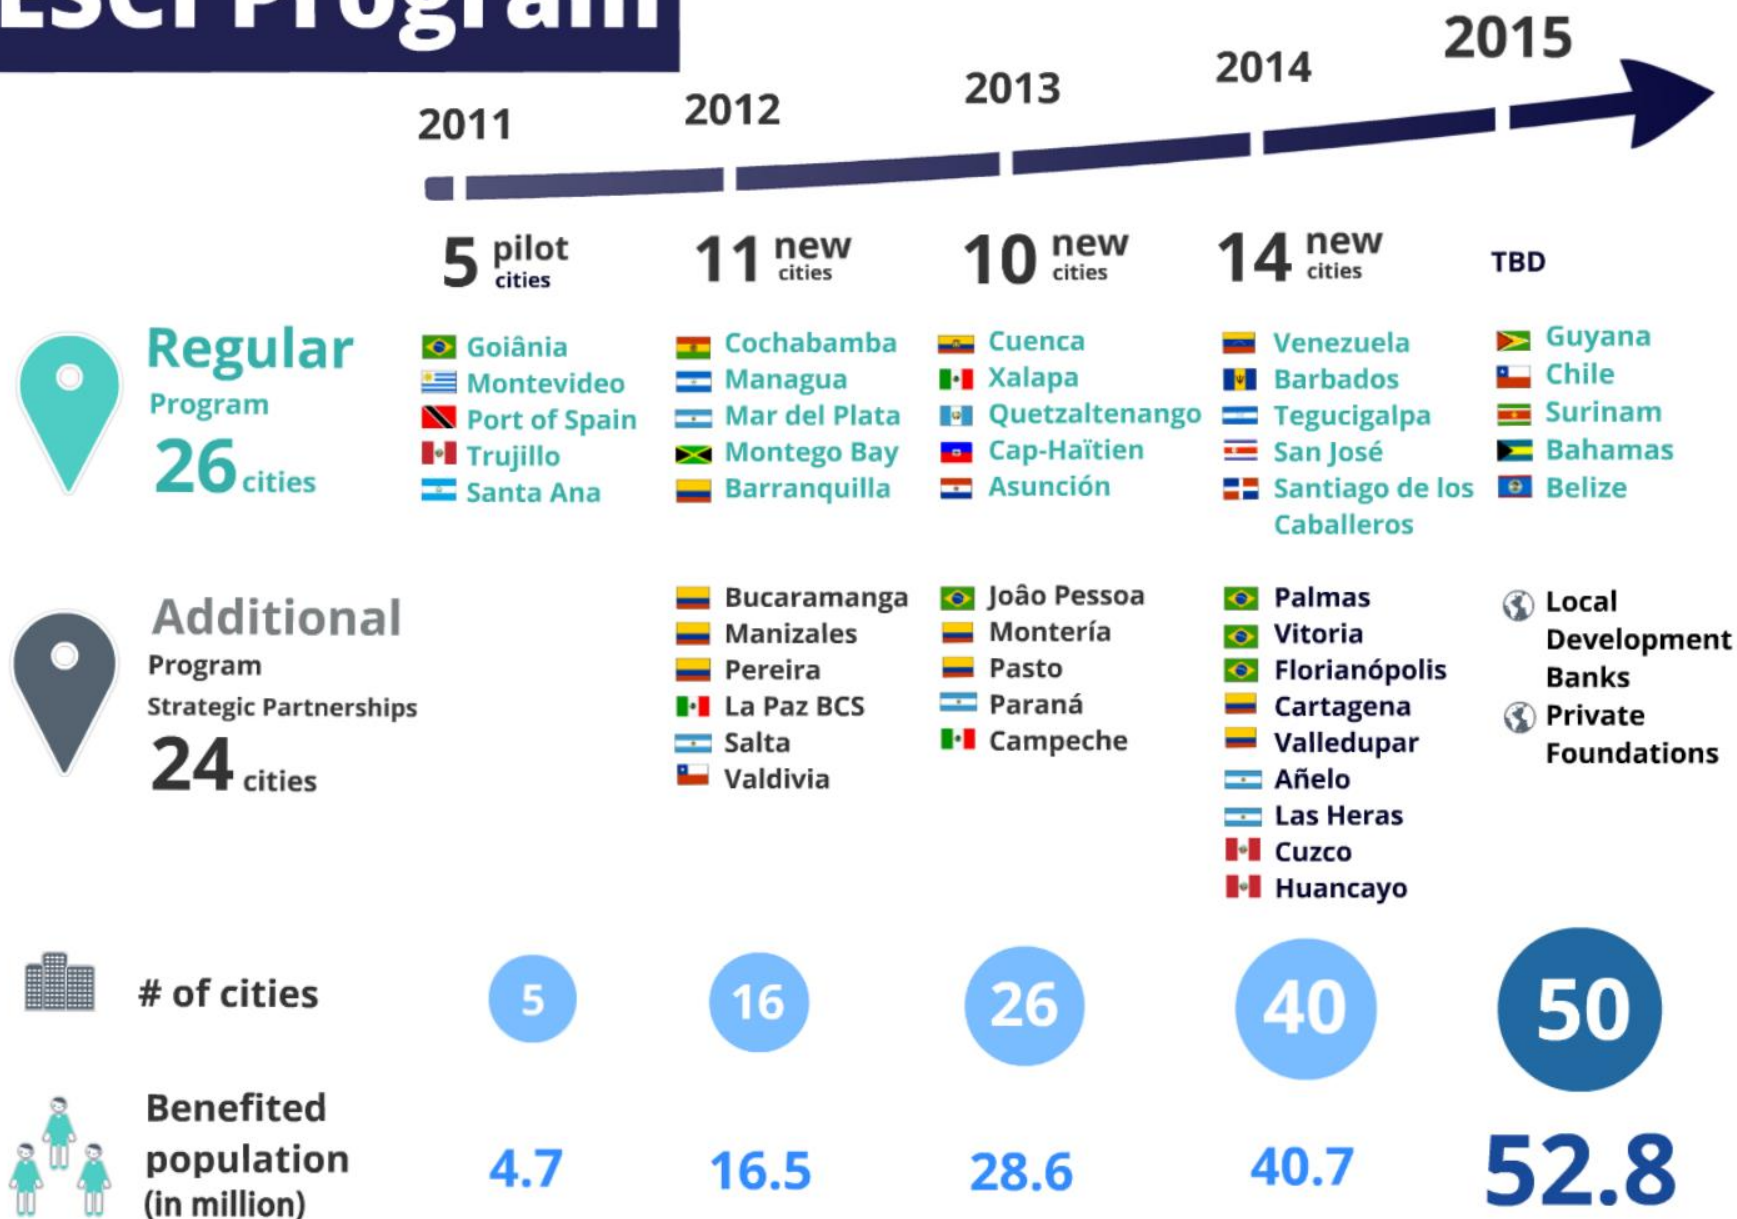 ESCI Program
2011
2012
2013
2014
2015
5 pilot cities
11 new cities
10 new cities
14 new cities
TBD
Regular
Program
26 cities
Goiânia
Montevideo
Port of Spain
Trujillo
Santa Ana
Cochabamba
Managua
Mar del Plata
Montego Bay
Barranquilla
Cuenca
Xalapa
Quetzaltenango
Cap-Haïtien
Asunción
Venezuela
Barbados
Tegucigalpa
San José
Santiago de los
Caballeros
Guyana
Chile
Surinam
Bahamas
Belize
Additional
Program
Strategic Partnerships
24 cities
Bucaramanga
Manizales
Pereira
La Paz BCS
Salta
Valdivia
Joâo Pessoa
Montería
Pasto
Paraná
Campeche
Palmas
Vitoria
Florianópolis
Cartagena
Valledupar
Añelo
Las Heras
Cuzco
Huancayo
Local
Development
Banks
Private
Foundations
# of cities
5
16
26
40
50
Benefited
population
(in million)
4.7
16.5
28.6
40.7
52.8